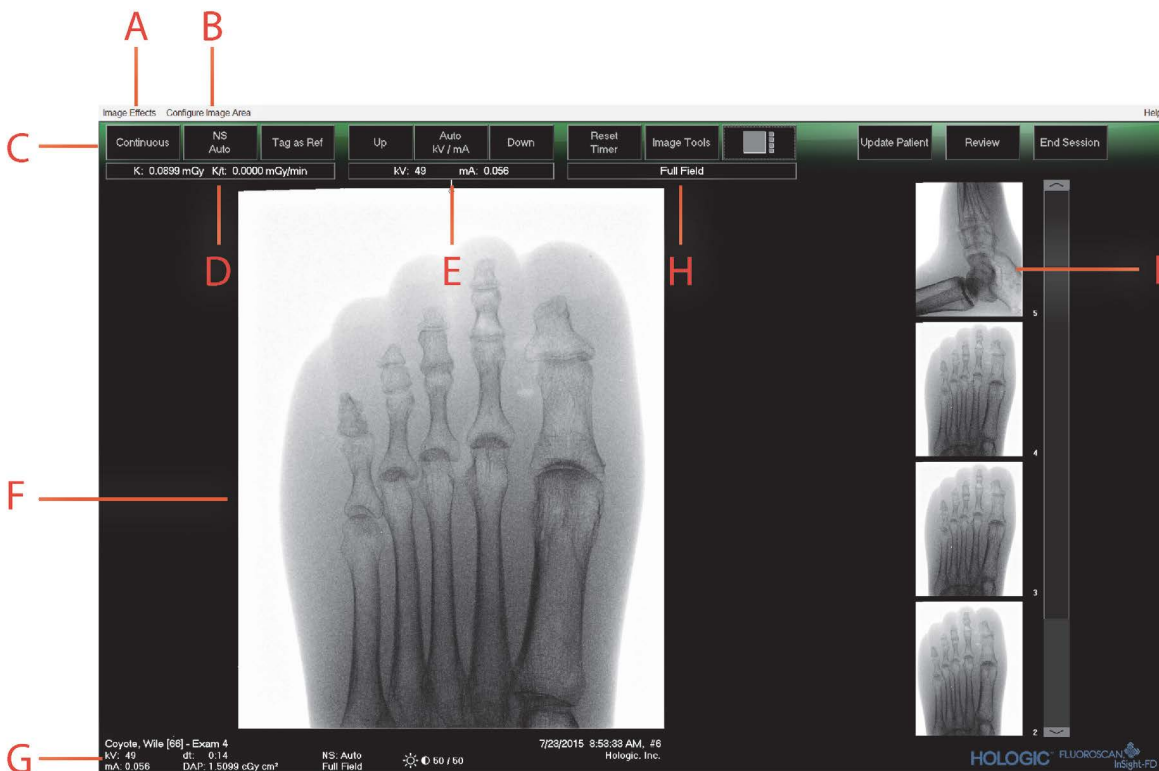 A
B
Image Effects Configure Image Area Help
C
Continuous
NS
Auto
Tag as Ref
Up
Auto
kV / mA
Down
Reset
Timer
Image Tools
Update Patient
Review
End Session
K: 0.0899 mGy K/t: 0.0000 mGy/min
kV: 49 mA: 0.056
Full Field
D
E
H
5
4
F
3
2
Coyote, Wile [66] - Exam 4
kV: 49 dt: 0:14
mA: 0.056 DAP: 1.5099 cGy cm²
G
NS: Auto
Full Field
50 / 50
7/23/2015 8:53:33 AM, #6
Hologic, Inc.
HOLOGIC™ FLUOROSCAN
InSight-FD